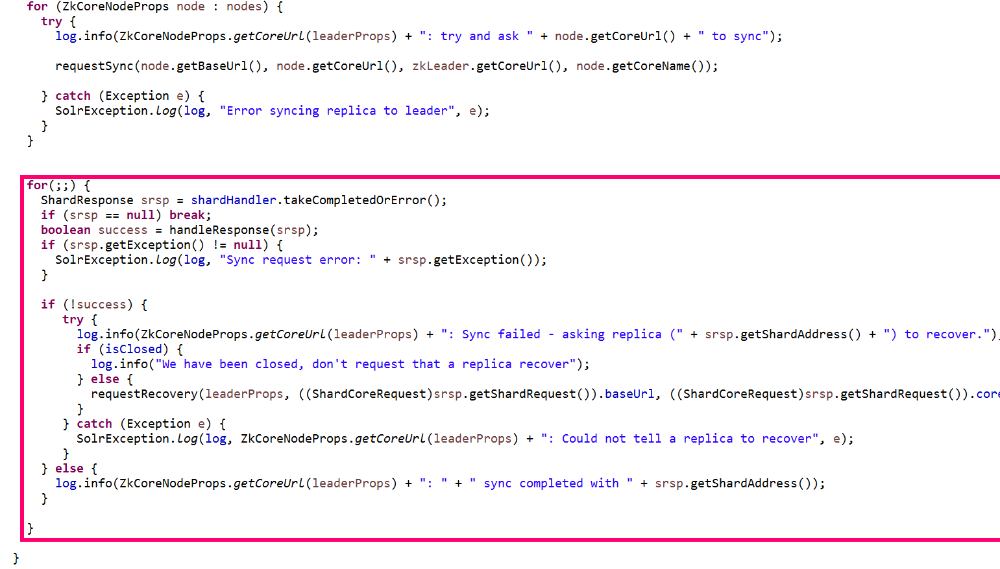 for (ZkCoreNodeProps node : nodes) {
try {
log.info(ZkCoreNodeProps.getCoreUrl(leaderProps) + ": try and ask " + node.getCoreUrl() + " to sync");
requestSync(node.getBaseUrl(), node.getCoreUrl(), zkLeader.getCoreUrl(), node.getCoreName());
} catch (Exception e) {
SolrException.log(log, "Error syncing replica to leader", e);
}
}
for(;;) {
ShardResponse srsp = shardHandler.takeCompletedOrError();
if (srsp == null) break;
boolean success = handleResponse(srsp);
if (srsp.getException() != null) {
SolrException.log(log, "Sync request error: " + srsp.getException());
}
if (!success) {
try {
log.info(ZkCoreNodeProps.getCoreUrl(leaderProps) + ": Sync failed - asking replica (" + srsp.getShardAddress() + ") to recover.");
if (isClosed) {
log.info("We have been closed, don't request that a replica recover");
} else {
requestRecovery(leaderProps, ((ShardCoreRequest)srsp.getShardRequest()).baseUrl, ((ShardCoreRequest)srsp.getShardRequest()).core
}
} catch (Exception e) {
SolrException.log(log, ZkCoreNodeProps.getCoreUrl(leaderProps) + ": Could not tell a replica to recover", e);
}
} else {
log.info(ZkCoreNodeProps.getCoreUrl(leaderProps) + ": " + " sync completed with " + srsp.getShardAddress());
}
}
}